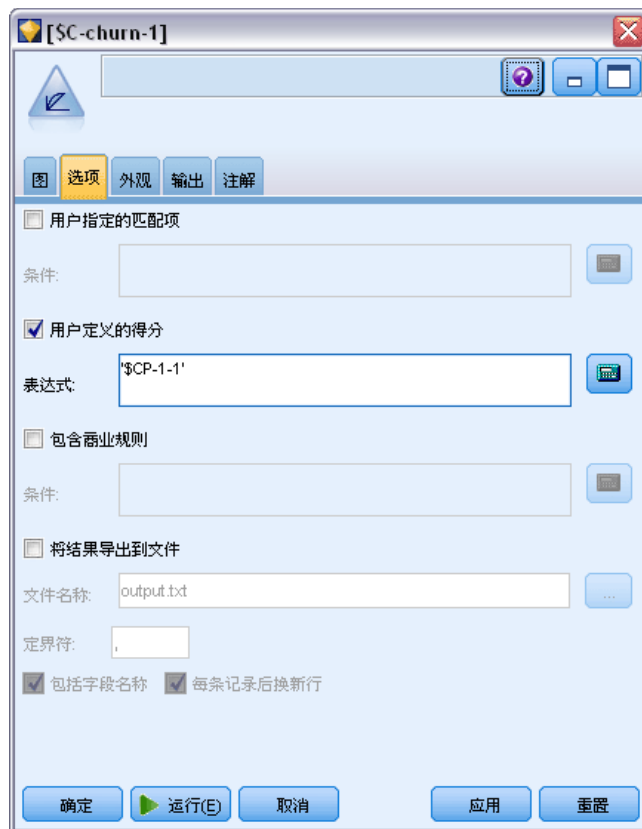 [$C-churn-1]
图 选项 外观 输出 注解
用户指定的匹配项
条件:
用户定义的得分
表达式: '$CP-1-1'
包含商业规则
条件:
将结果导出到文件
文件名称: output.txt ...
定界符: ,
包括字段名称 每条记录后换新行
确定 运行(E) 取消 应用 重置